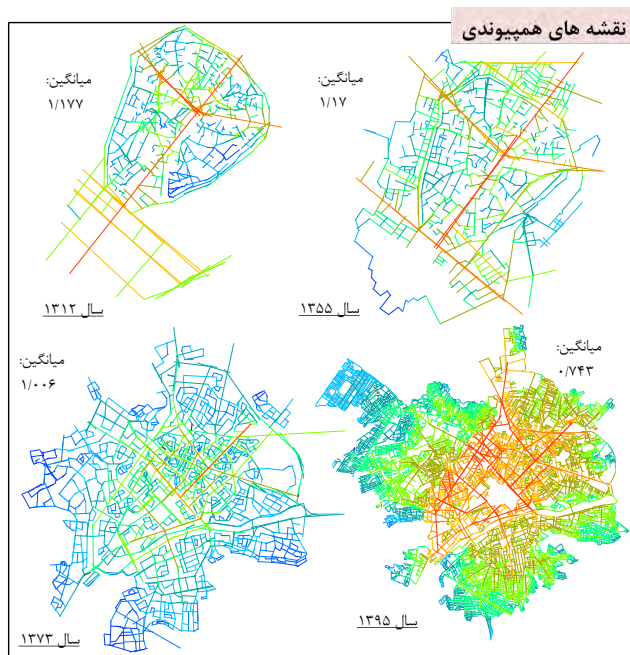 نقشه های همپیوندی
میانگین:
۱/۱۷
سال ۱۳۵۵
میانگین:
۱/۱۷۷
سال ۱۳۱۲
میانگین:
۰/۷۴۳
سال ۱۳۹۵
میانگین:
۱/۰۰۶
سال ۱۳۷۳